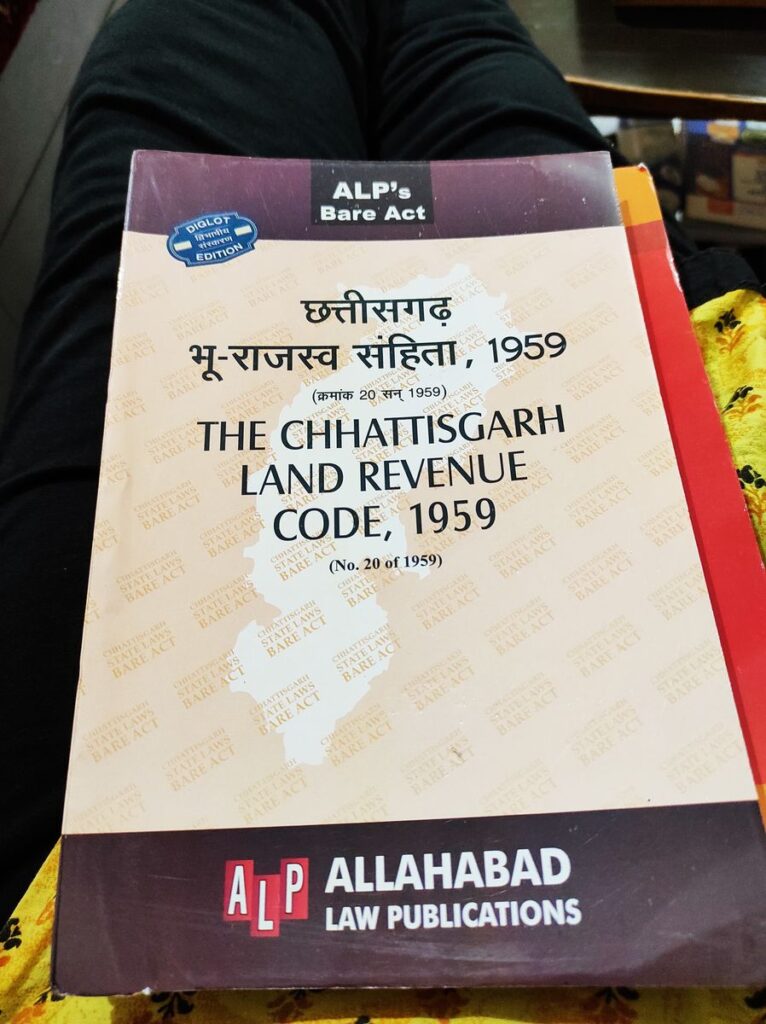 ALP's
Bare Act
DIGLOT
द्विभाषीय
संस्करण
EDITION
छत्तीसगढ़
भू-राजस्व संहिता, 1959
(क्रमांक 20 सन् 1959)
THE CHHATTISGARH
LAND REVENUE
CODE, 1959
(No. 20 of 1959)
CHHATTISGARH
STATE LAWS
BARE ACT
ALP ALLAHABAD
LAW PUBLICATIONS